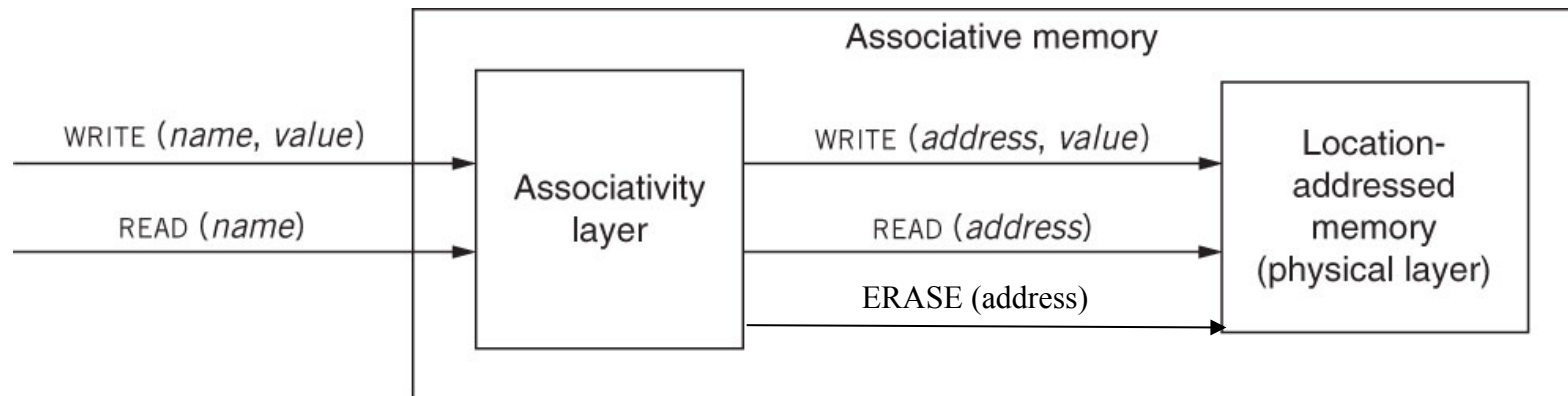 Associative memory
WRITE (name, value)
READ (name)
Associativity
layer
WRITE (address, value)
READ (address)
ERASE (address)
Location-
addressed
memory
(physical layer)